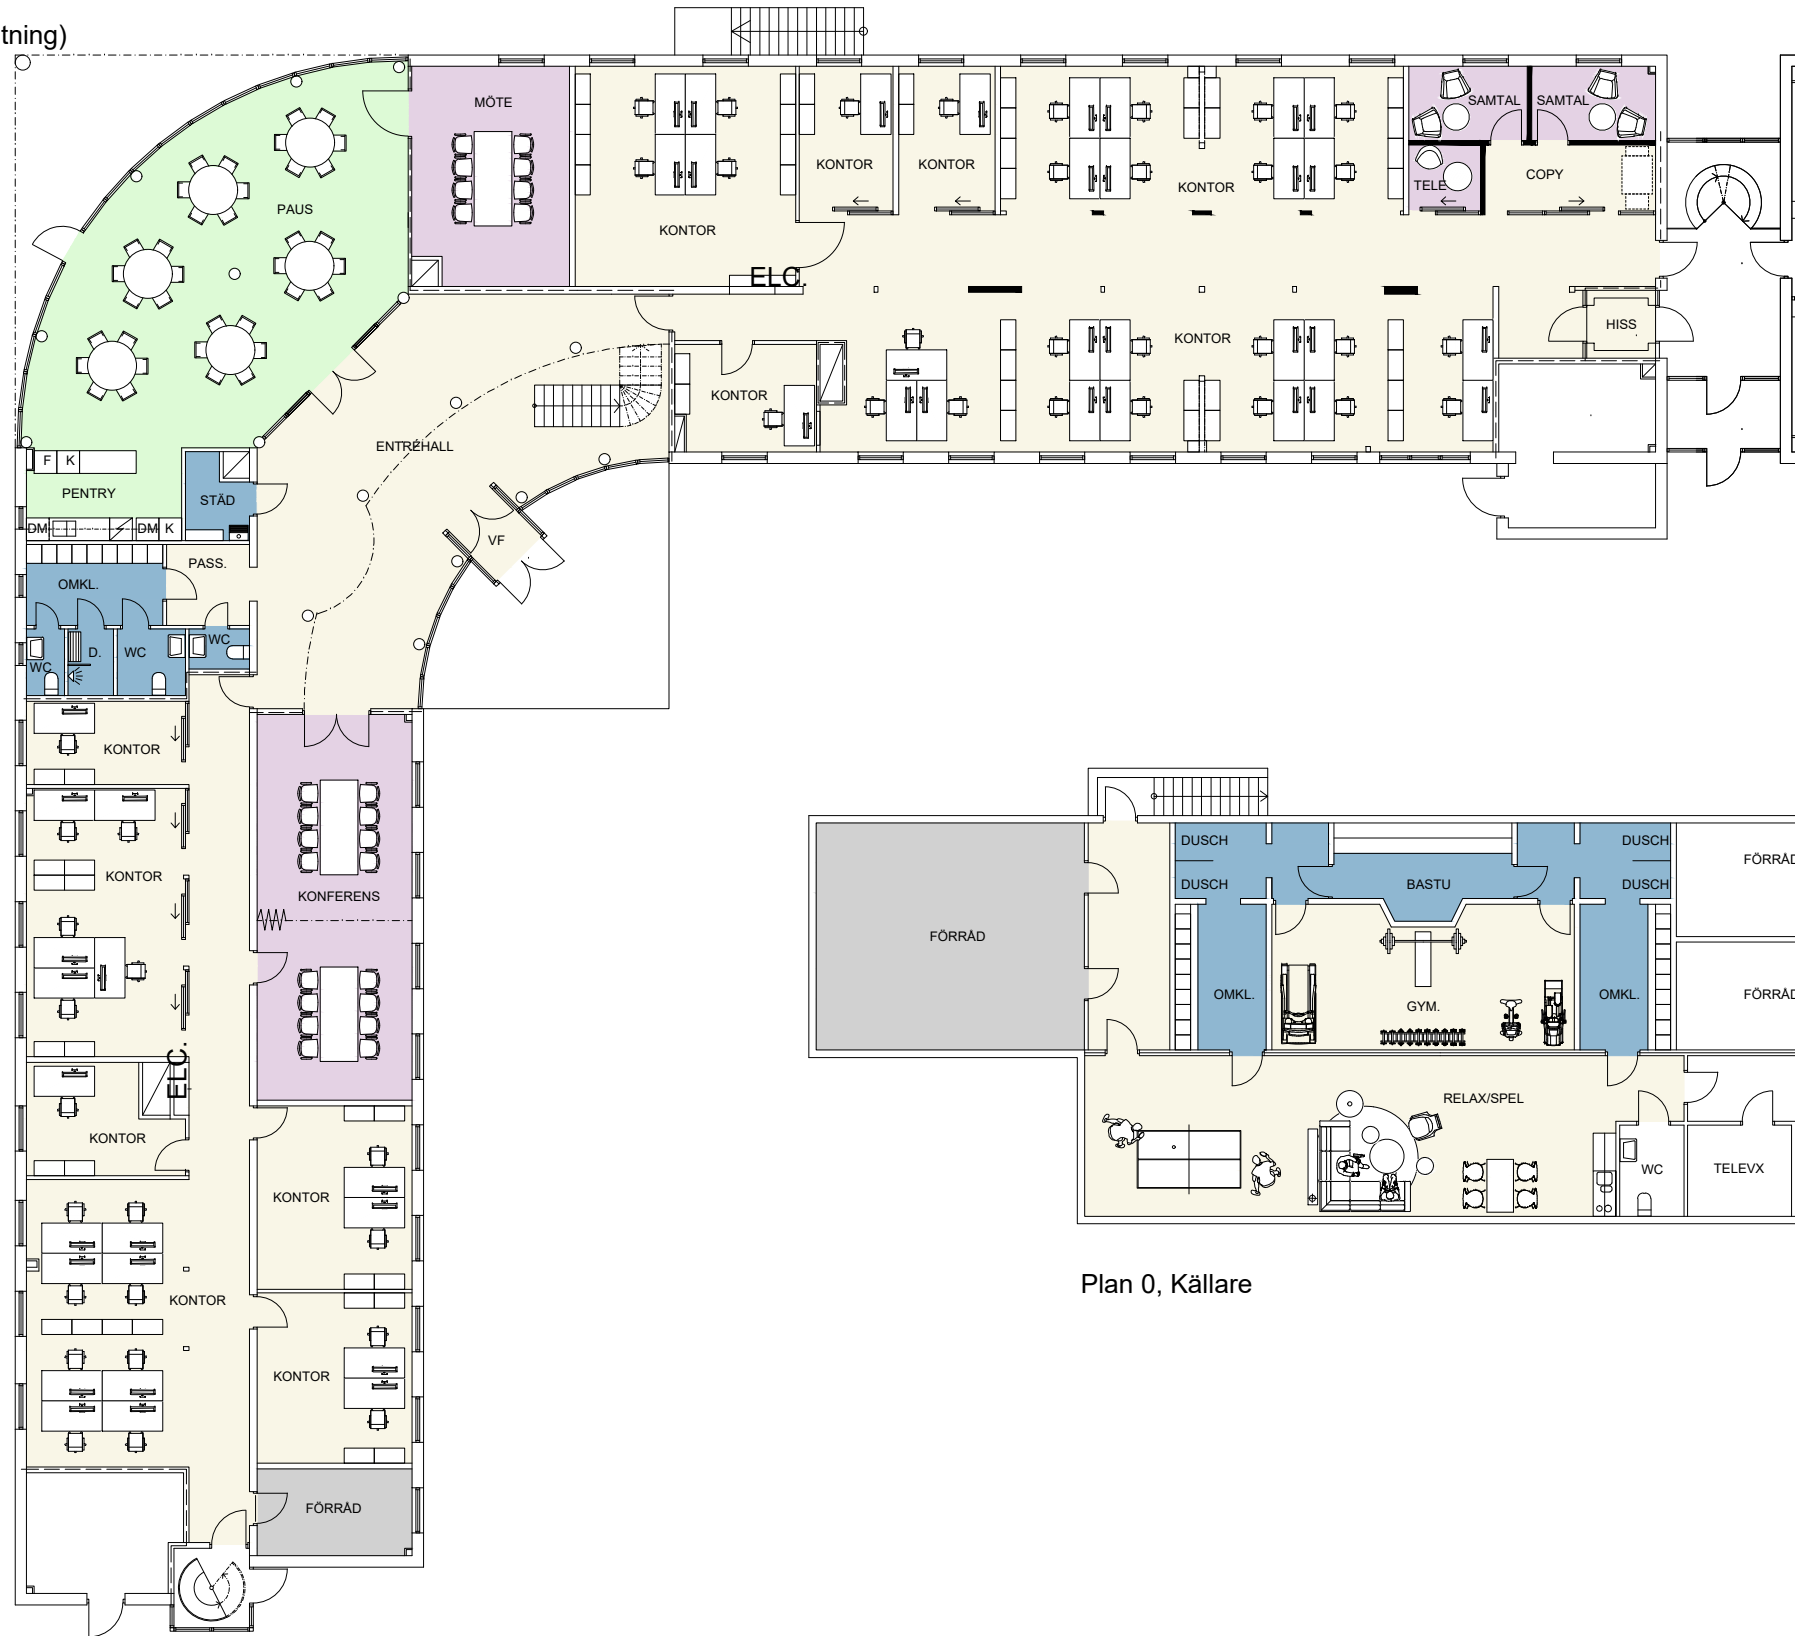 tning)
MÖTE
SAMTAL
SAMTAL
KONTOR
KONTOR
TELE
COPY
KONTOR
PAUS
KONTOR
ELC.
HISS
KONTOR
KONTOR
ENTRÉHALL
F
K
PENTRY
STÄD
DM
DM
K
VF
PASS.
OMKL.
WC
D.
WC
WC
KONTOR
KONTOR
KONFERENS
ELC.
KONTOR
KONTOR
KONTOR
KONTOR
FÖRRÅD
DUSCH
DUSCH
FÖRRÅD
DUSCH
BASTU
DUSCH
FÖRRÅD
OMKL.
GYM.
OMKL.
FÖRRÅD
RELAX/SPEL
WC
TELEVX
Plan 0, Källare